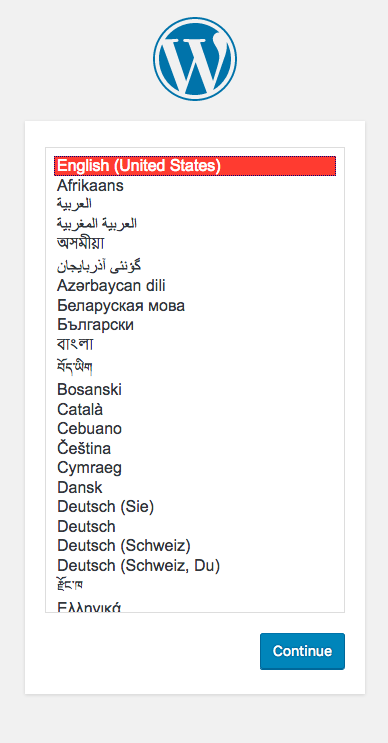 English (United States)
Afrikaans
العربية
العربية المغربية
অসমীয়া
گؤنئی آذربایجان
Azərbaycan dili
Беларуская мова
Български
বাংলা
བོད་ཡིག
Bosanski
Català
Cebuano
Čeština
Cymraeg
Dansk
Deutsch (Sie)
Deutsch
Deutsch (Schweiz)
Deutsch (Schweiz, Du)
རྫོང་ཁ
Ελληνικά
Continue